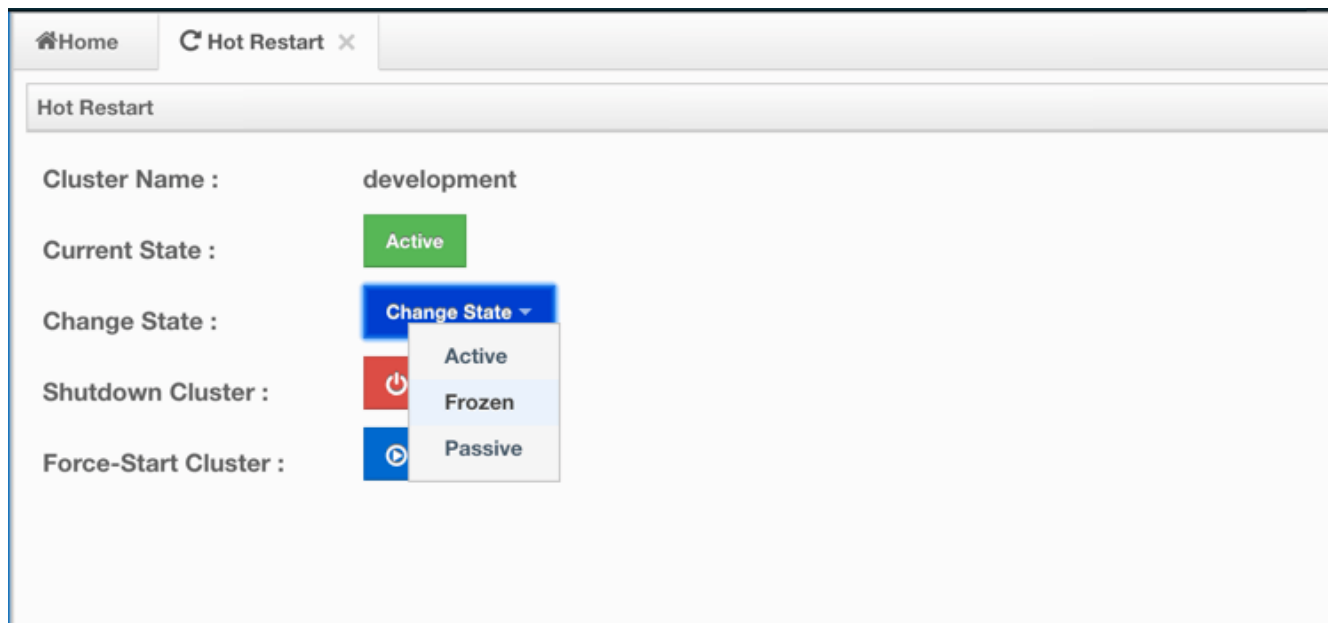 Home
Hot Restart
Hot Restart
Cluster Name : development
Current State : Active
Change State : Change State
Active
Shutdown Cluster :
Frozen
Passive
Force-Start Cluster :